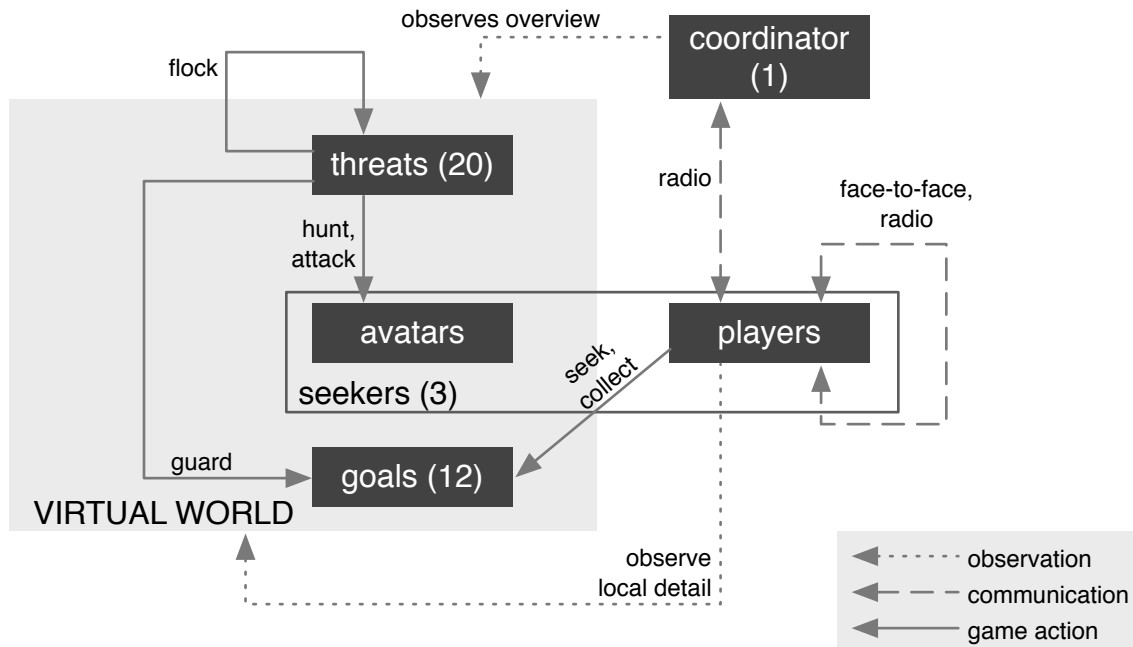 observes overview
coordinator
(1)
flock
threats (20)
radio
face-to-face,
radio
hunt,
attack
avatars
players
seek,
collect
seekers (3)
guard
goals (12)
VIRTUAL WORLD
observe
local detail
observation
communication
game action